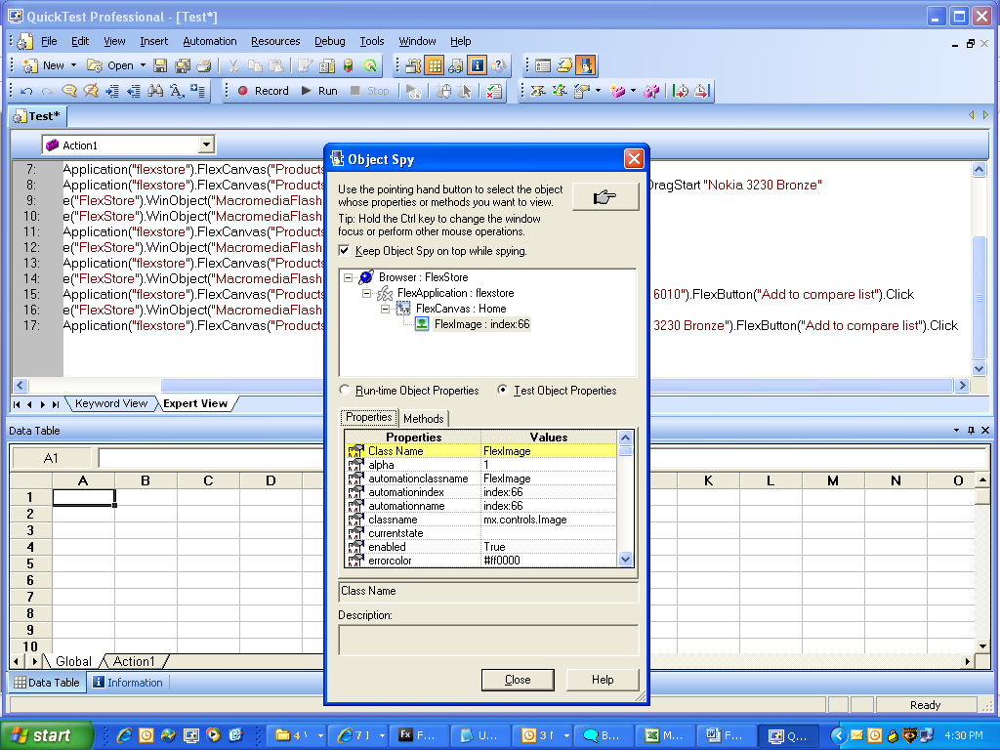 QuickTest Professional - [Test*]
File Edit View Insert Automation Resources Debug Tools Window Help
New Open
Record Run Stop
Test*
Action1
7: Application("flexstore").FlexCanvas("Products
8: Application("flexstore").FlexCanvas("Products DragStart "Nokia 3230 Bronze"
9: e("FlexStore").WinObject("MacromediaFlash
10: e("FlexStore").WinObject("MacromediaFlash
11: Application("flexstore").FlexCanvas("Products
12: e("FlexStore").WinObject("MacromediaFlash
13: Application("flexstore").FlexCanvas("Products
14: e("FlexStore").WinObject("MacromediaFlash
15: Application("flexstore").FlexCanvas("Products 6010").FlexButton("Add to compare list").Click
16: e("FlexStore").WinObject("MacromediaFlash
17: Application("flexstore").FlexCanvas("Products 3230 Bronze").FlexButton("Add to compare list").Click
Keyword View Expert View
Object Spy
Use the pointing hand button to select the object
whose properties or methods you want to view.
Tip: Hold the Ctrl key to change the window
focus or perform other mouse operations.
Keep Object Spy on top while spying.
Browser : FlexStore
FlexApplication : flexstore
FlexCanvas : Home
FlexImage : index:66
Run-time Object Properties Test Object Properties
Properties Methods
Properties Values
Class Name FlexImage
alpha 1
automationclassname FlexImage
automationindex index:66
automationname index:66
classname mx.controls.Image
currentstate
enabled True
errorcolor #ff0000
Class Name
Description:
Close Help
Data Table
A1
A B C D K L M N O
1
2
3
4
5
6
7
8
9
10
Global Action1
Data Table Information
Ready
start 4 7 F... U... 3 B... M... F... Q... 4:30 PM